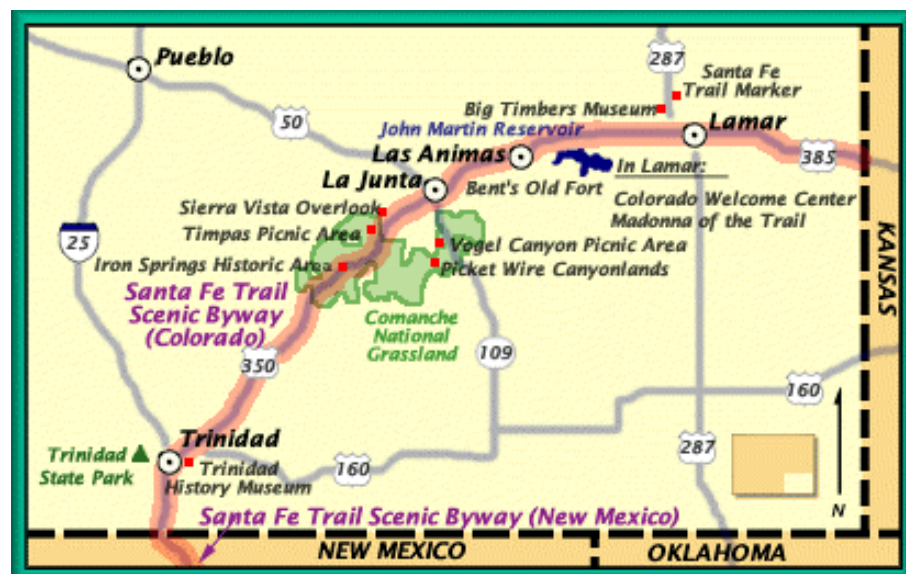 Pueblo
287
Santa Fe
Trail Marker
Big Timbers Museum
50
John Martin Reservoir
Lamar
Las Animas
385
La Junta
In Lamar:
Bent's Old Fort
Colorado Welcome Center
Madonna of the Trail
Sierra Vista Overlook
Timpas Picnic Area
25
Vogel Canyon Picnic Area
Iron Springs Historic Area
Picket Wire Canyonlands
KANSAS
Santa Fe Trail
Scenic Byway
(Colorado)
Comanche
National
Grassland
350
109
160
Trinidad
Trinidad
State Park
Trinidad
History Museum
160
287
N
Santa Fe Trail Scenic Byway (New Mexico)
NEW MEXICO
OKLAHOMA